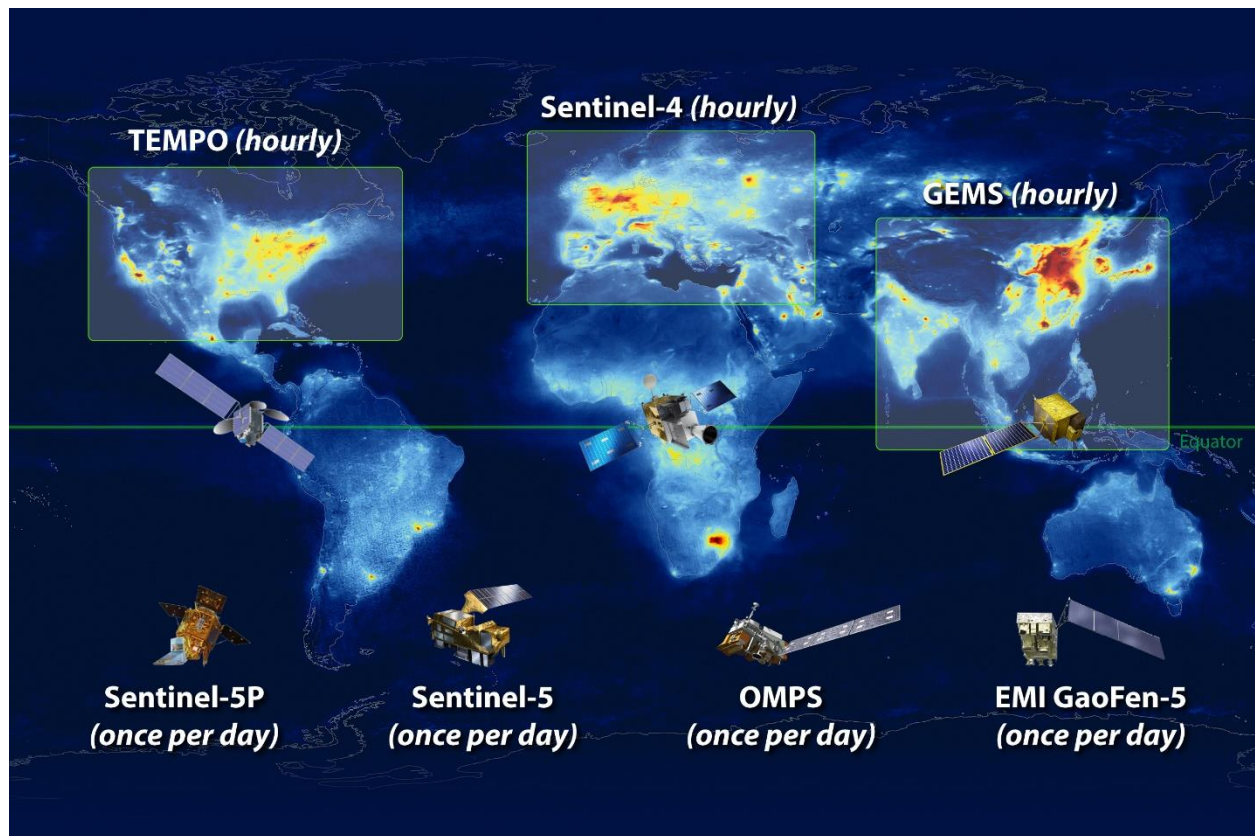 Sentinel-4 (hourly)
TEMPO (hourly)
GEMS (hourly)
Equator
Sentinel-5P
(once per day)
Sentinel-5
(once per day)
OMPS
(once per day)
EMI GaoFen-5
(once per day)